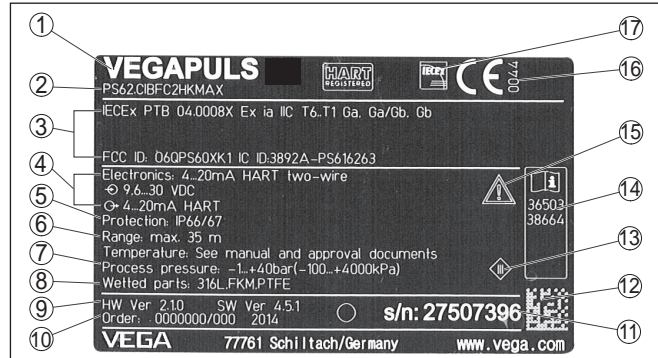 1
2
3
4
5
6
7
8
9
10
11
12
13
14
15
16
17
VEGAPULS
HART
REGISTERED
IECEx
CE
0044
PS62.CIBFC2HKMAX
IECEx PTB 04.0008X Ex ia IIC T6..T1 Ga, Ga/Gb, Gb
FCC ID: O6QPS60XK1 IC ID:3892A-PS616263
Electronics: 4...20mA HART two-wire
9,6...30 VDC
4...20mA HART
Protection: IP66/67
Range: max. 35 m
Temperature: See manual and approval documents
Process pressure: -1...+40bar(-100...+4000kPa)
Wetted parts: 316L,FKM,PTFE
i
36503
38664
HW Ver 2.1.0 SW Ver 4.5.1
Order: 0000000/000 2014
s/n: 27507396
VEGA 77761 Schiltach/Germany www.vega.com